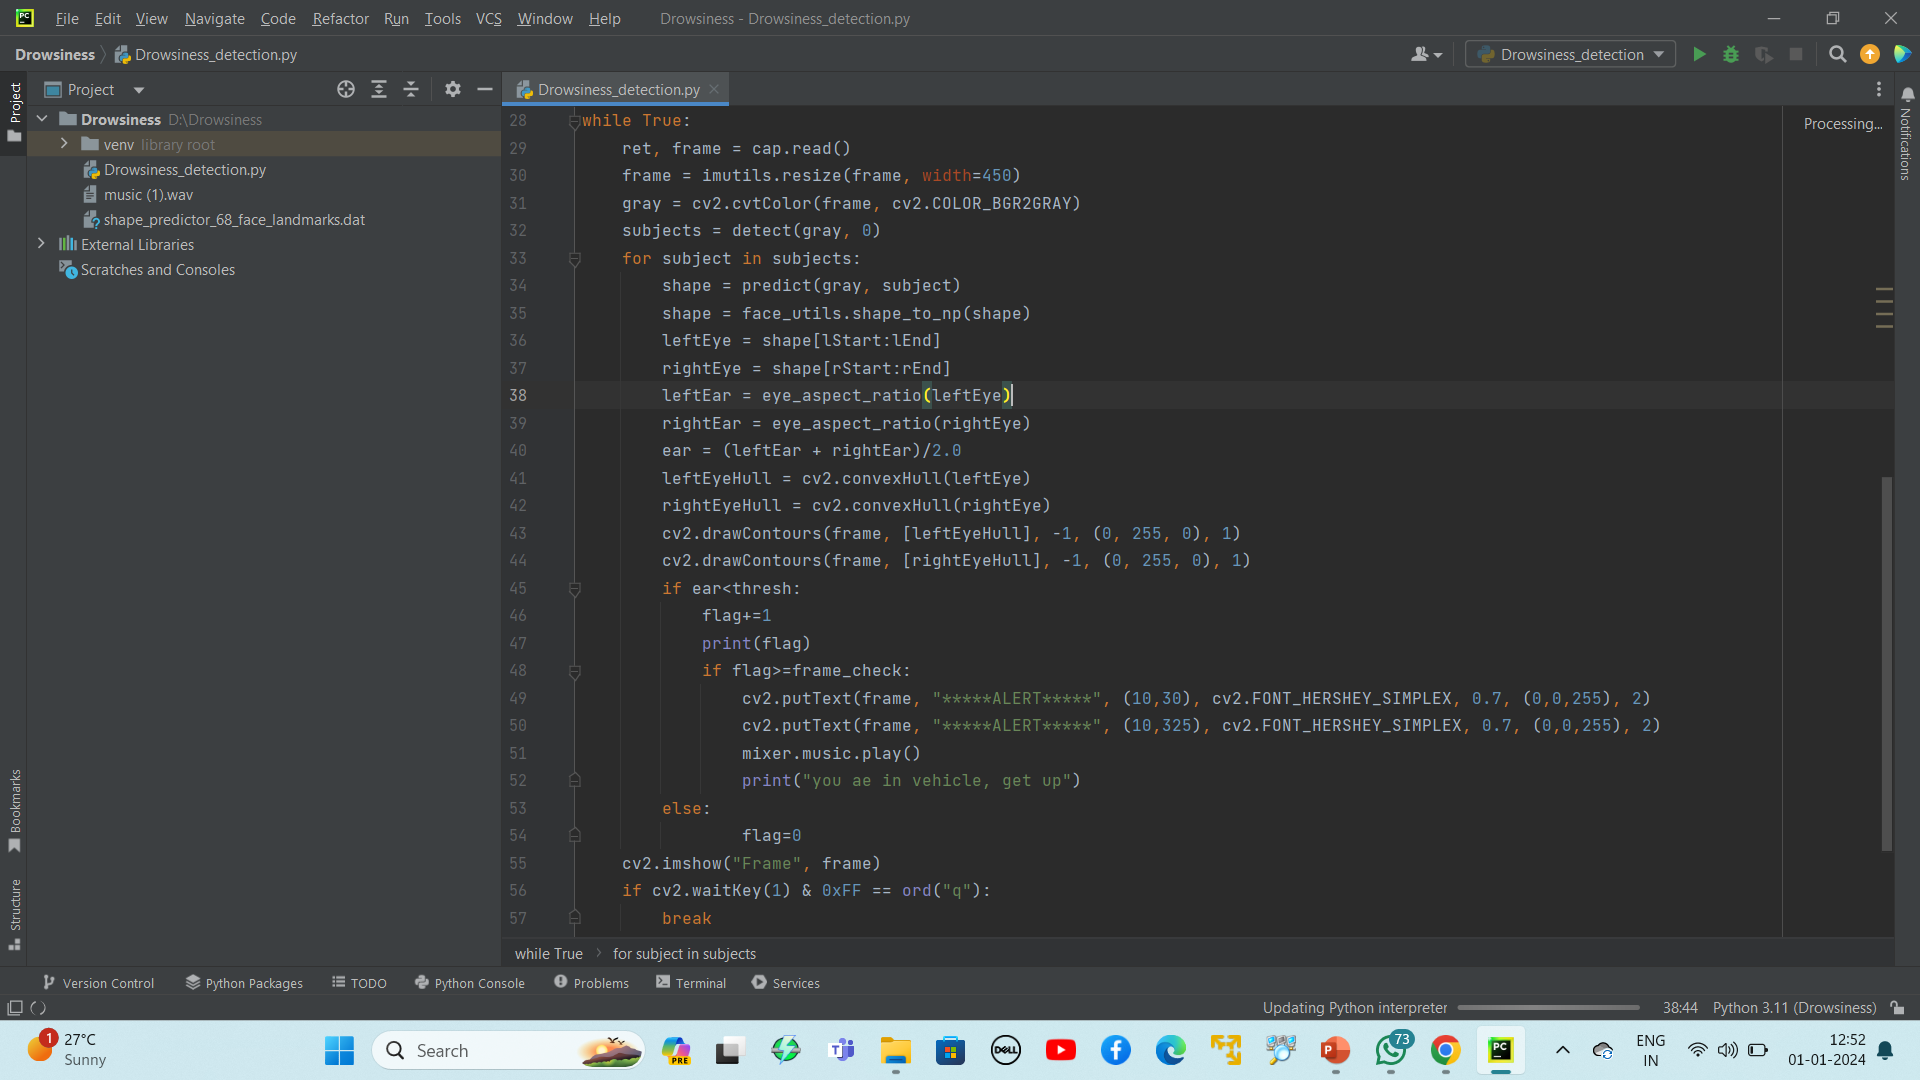 PC File Edit View Navigate Code Refactor Run Tools VCS Window Help Drowsiness - Drowsiness_detection.py
Drowsiness Drowsiness_detection.py Drowsiness_detection
Project Drowsiness_detection.py
Project
Notifications
Bookmarks
Structure
Drowsiness D:\Drowsiness
venv library root
Drowsiness_detection.py
music (1).wav
shape_predictor_68_face_landmarks.dat
External Libraries
Scratches and Consoles
Processing...
28 while True:
29 ret, frame = cap.read()
30 frame = imutils.resize(frame, width=450)
31 gray = cv2.cvtColor(frame, cv2.COLOR_BGR2GRAY)
32 subjects = detect(gray, 0)
33 for subject in subjects:
34 shape = predict(gray, subject)
35 shape = face_utils.shape_to_np(shape)
36 leftEye = shape[lStart:lEnd]
37 rightEye = shape[rStart:rEnd]
38 leftEar = eye_aspect_ratio(leftEye)
39 rightEar = eye_aspect_ratio(rightEye)
40 ear = (leftEar + rightEar)/2.0
41 leftEyeHull = cv2.convexHull(leftEye)
42 rightEyeHull = cv2.convexHull(rightEye)
43 cv2.drawContours(frame, [leftEyeHull], -1, (0, 255, 0), 1)
44 cv2.drawContours(frame, [rightEyeHull], -1, (0, 255, 0), 1)
45 if ear<thresh:
46 flag+=1
47 print(flag)
48 if flag>=frame_check:
49 cv2.putText(frame, "*****ALERT*****", (10,30), cv2.FONT_HERSHEY_SIMPLEX, 0.7, (0,0,255), 2)
50 cv2.putText(frame, "*****ALERT*****", (10,325), cv2.FONT_HERSHEY_SIMPLEX, 0.7, (0,0,255), 2)
51 mixer.music.play()
52 print("you ae in vehicle, get up")
53 else:
54 flag=0
55 cv2.imshow("Frame", frame)
56 if cv2.waitKey(1) & 0xFF == ord("q"):
57 break
while True for subject in subjects
Version Control Python Packages TODO Python Console Problems Terminal Services
Updating Python interpreter 38:44 Python 3.11 (Drowsiness)
1 27°C
Sunny
Search
PRE
DELL
P
73
PC
ENG
IN
12:52
01-01-2024